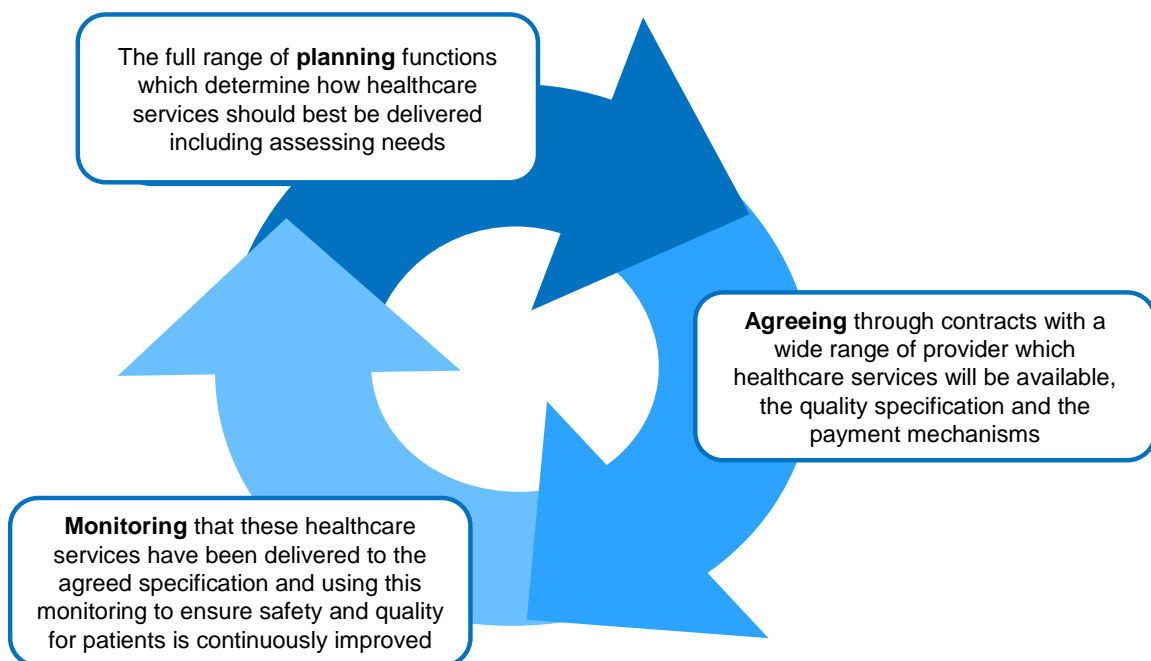 The full range of planning functions
which determine how healthcare
services should best be delivered
including assessing needs
Agreeing through contracts with a
wide range of provider which
healthcare services will be available,
the quality specification and the
payment mechanisms
Monitoring that these healthcare
services have been delivered to the
agreed specification and using this
monitoring to ensure safety and quality
for patients is continuously improved